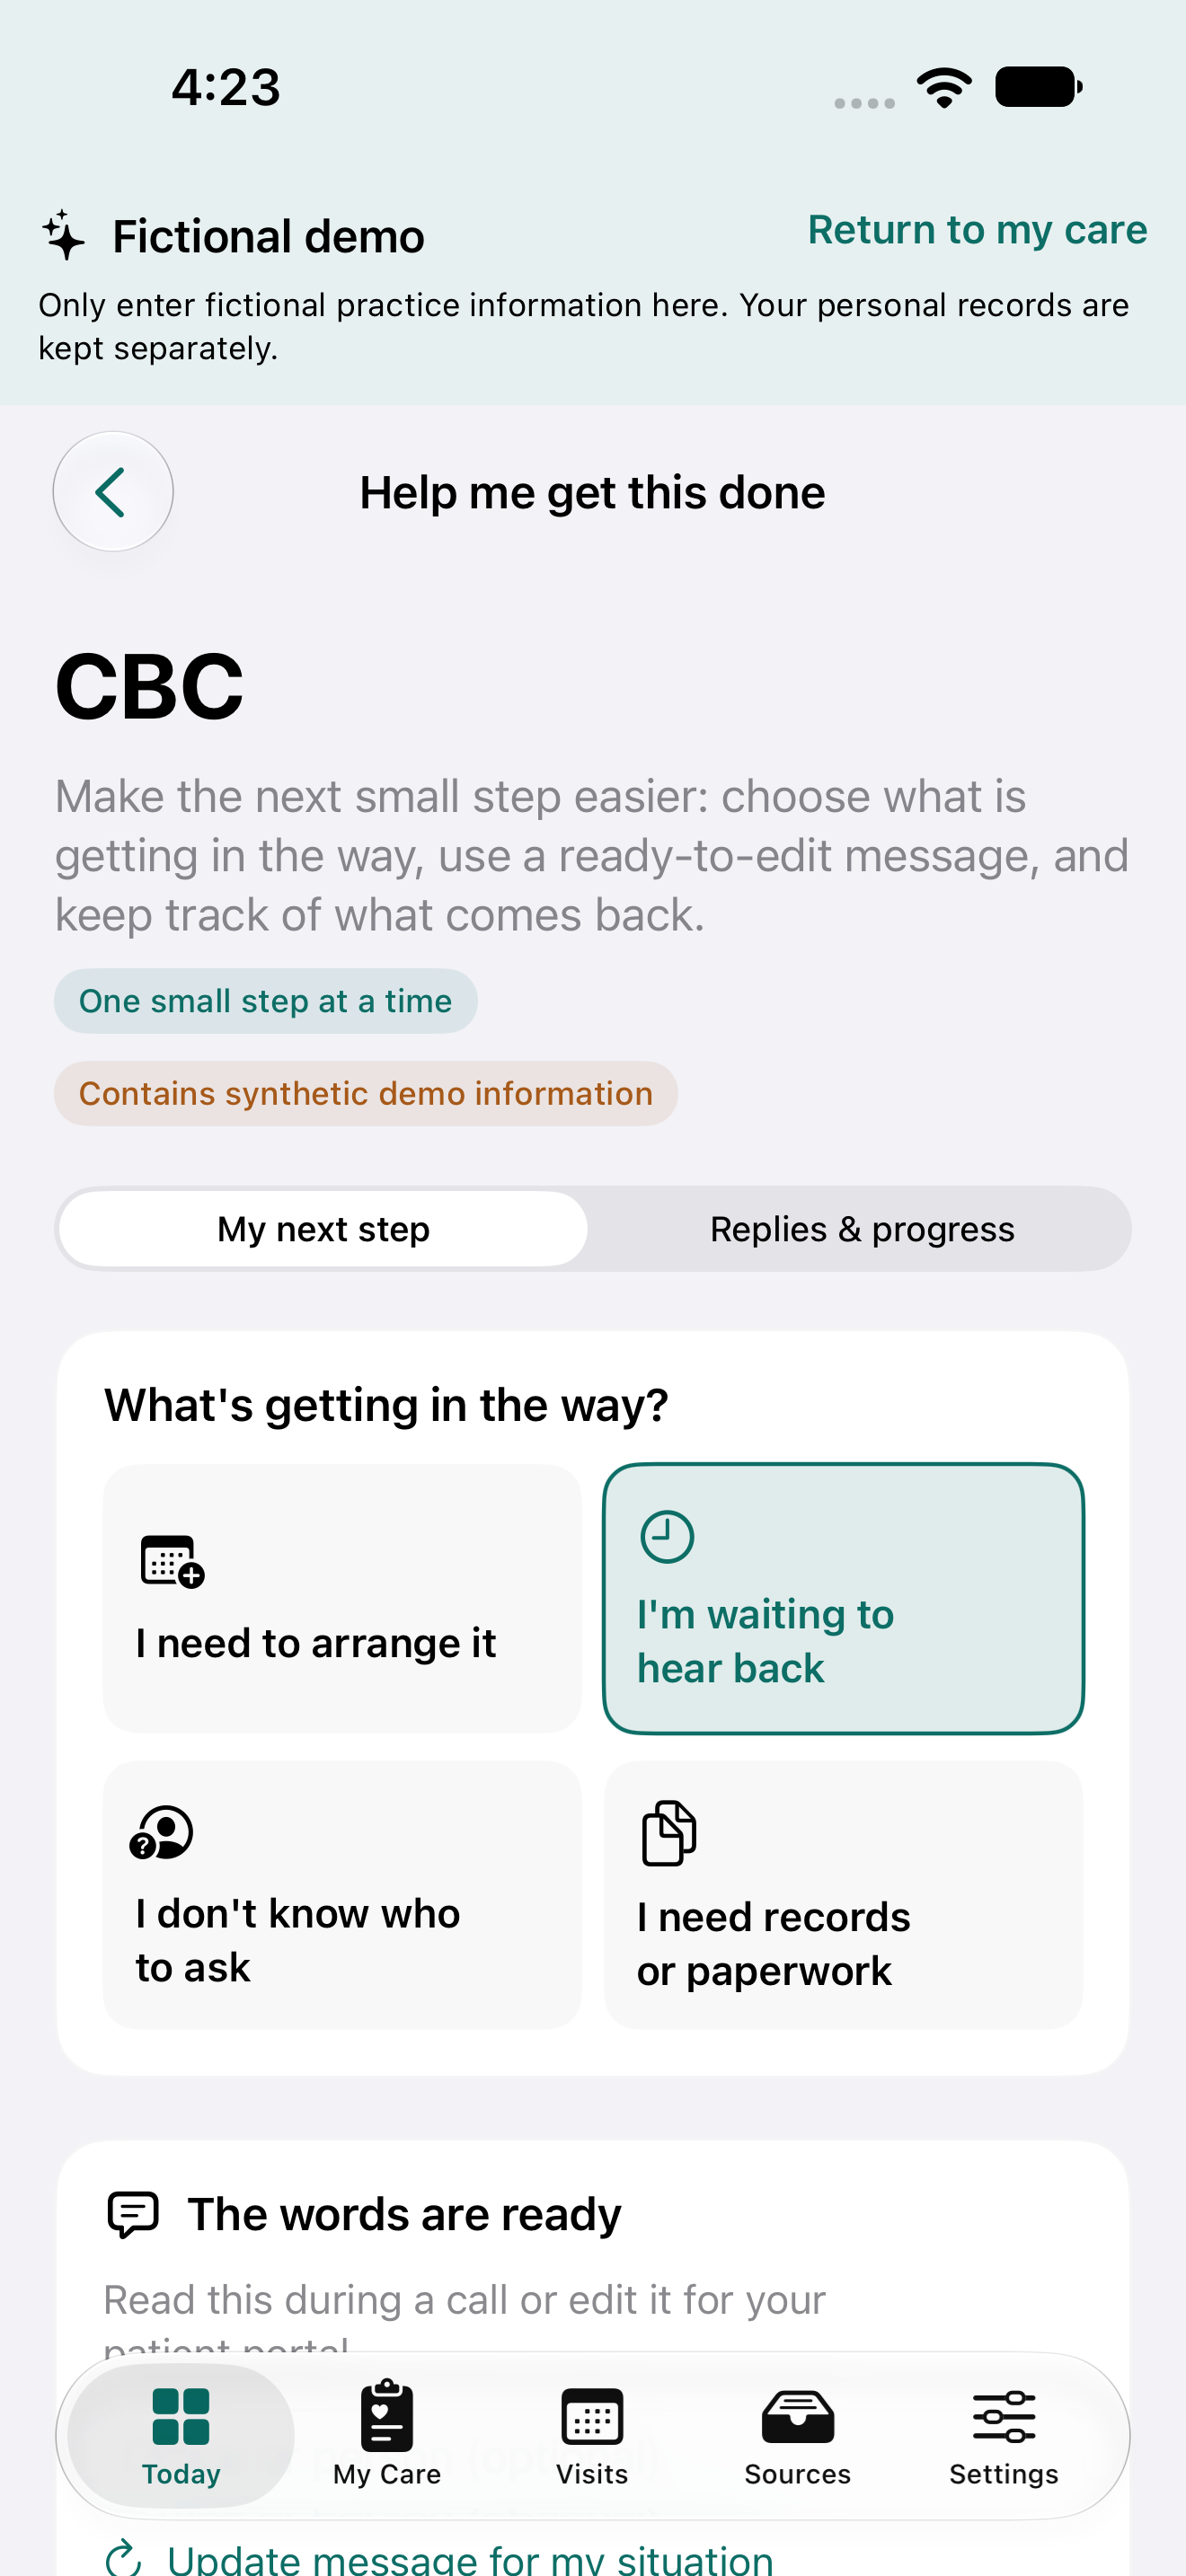 4:23
Fictional demo
Return to my care
Only enter fictional practice information here. Your personal records are
kept separately.
Help me get this done
CBC
Make the next small step easier: choose what is
getting in the way, use a ready-to-edit message, and
keep track of what comes back.
One small step at a time
Contains synthetic demo information
My next step
Replies & progress
What's getting in the way?
I need to arrange it
I'm waiting to
hear back
I don't know who
to ask
I need records
or paperwork
The words are ready
Read this during a call or edit it for your
patient portal
(optional)
Today
My Care
Visits
Sources
Settings
Update message for my situation